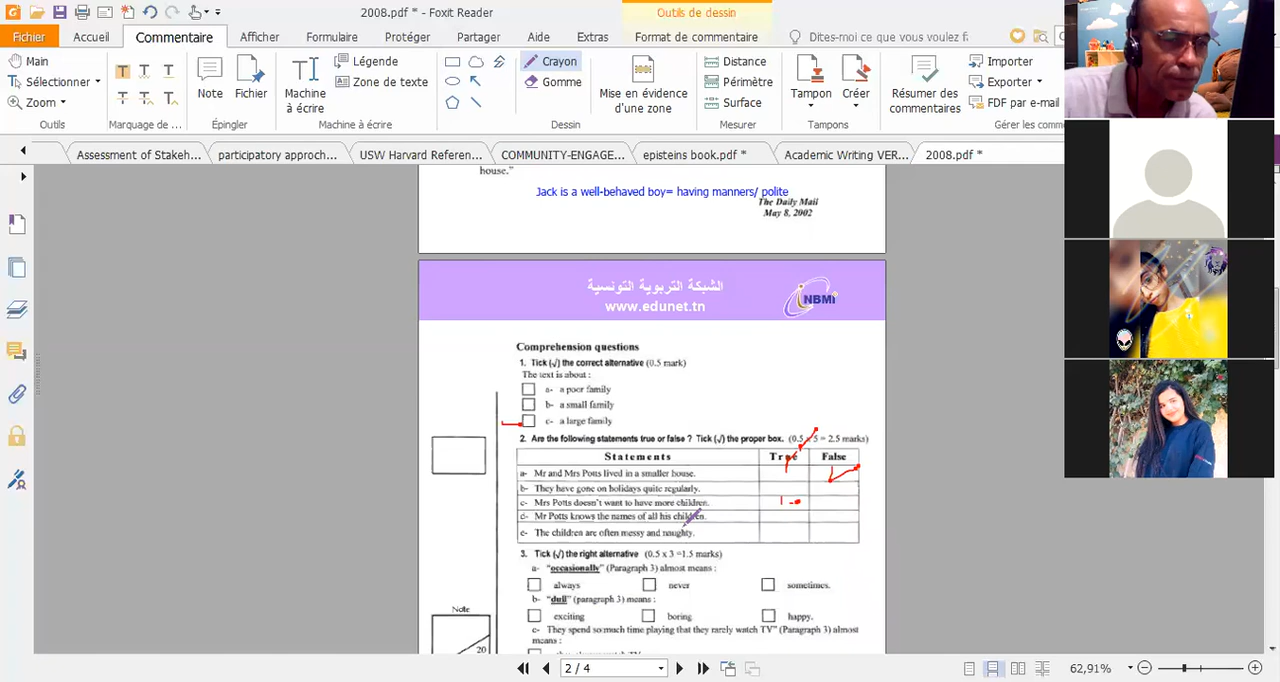 2008.pdf * - Foxit Reader
Outils de dessin
Fichier
Accueil
Commentaire
Afficher
Formulaire
Protéger
Partager
Aide
Extras
Format de commentaire
Dites-moi ce que vous voulez f.
Main
Sélectionner
Zoom
Outils
Marquage de ...
Note
Fichier
Épingler
Machine
à écrire
Légende
Zone de texte
Machine à écrire
Crayon
Gomme
Dessin
Mise en évidence
d'une zone
Distance
Périmètre
Surface
Mesurer
Tampon
Créer
Tampons
Résumer des
commentaires
Importer
Exporter
FDF par e-mail
Gérer les comm
Assessment of Stakeh...
participatory approch...
USW Harvard Referen...
COMMUNITY-ENGAGE...
episteins book.pdf *
Academic Writing VER...
2008.pdf *
house."
Jack is a well-behaved boy= having manners/ polite
The Daily Mail
May 8, 2002
الشبكة التربوية التونسية
www.edunet.tn
NBMI
Comprehension questions
1. Tick (√) the correct alternative (0.5 mark)
The text is about :
a- a poor family
b- a small family
c- a large family
2. Are the following statements true or false ? Tick (√) the proper box. (0.5 x 5 = 2.5 marks)
Statements True False
a- Mr and Mrs Potts lived in a smaller house.
b- They have gone on holidays quite regularly.
c- Mrs Potts doesn't want to have more children.
d- Mr Potts knows the names of all his children.
e- The children are often messy and naughty.
3. Tick (√) the right alternative (0.5 x 3 =1.5 marks)
a- "occasionally" (Paragraph 3) almost means :
always never sometimes.
b- "dull" (paragraph 3) means :
exciting boring happy.
c- They spend so much time playing that they rarely watch TV" (Paragraph 3) almost
means :
Note
20
2 / 4
62,91%